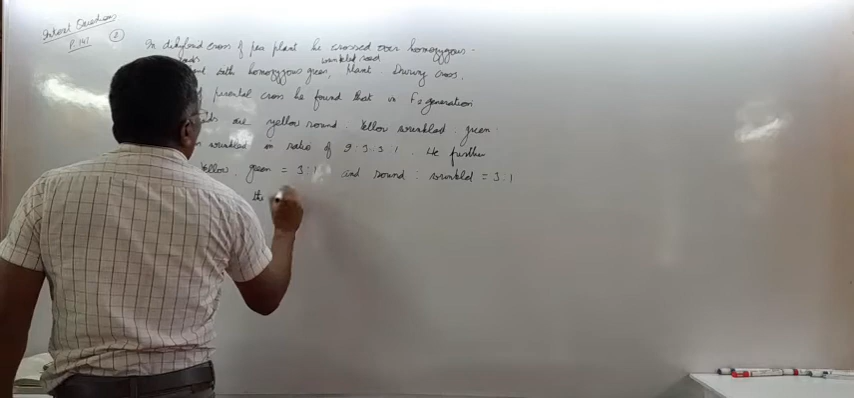 Intext Question
P. 141
② In dihybrid cross of pea plant he crossed over homozygous
seeds wrinkled seed
with homozygous green, plant. During cross,
parental cross he found that in F2 generation
are yellow round. Yellow wrinkled. green
wrinkled in ratio of 9:3:3:1. He further
Yellow. green = 3:1 and round : wrinkled = 3:1
the